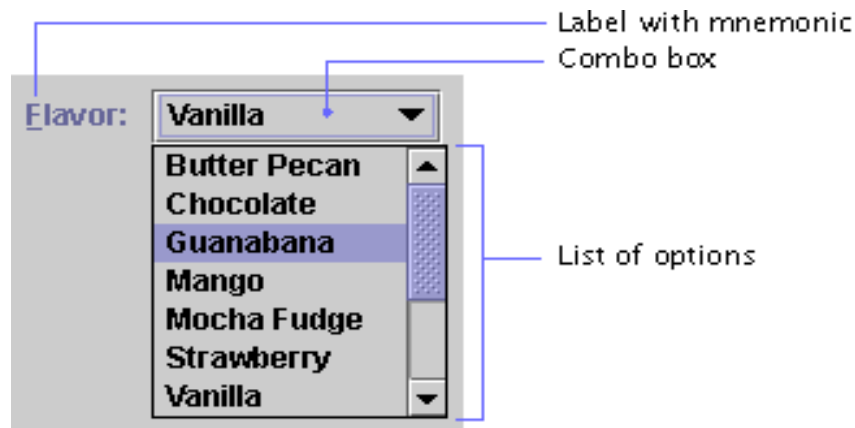 Label with mnemonic
Combo box
Flavor:
Vanilla
Butter Pecan
Chocolate
Guanabana
Mango
Mocha Fudge
Strawberry
Vanilla
List of options